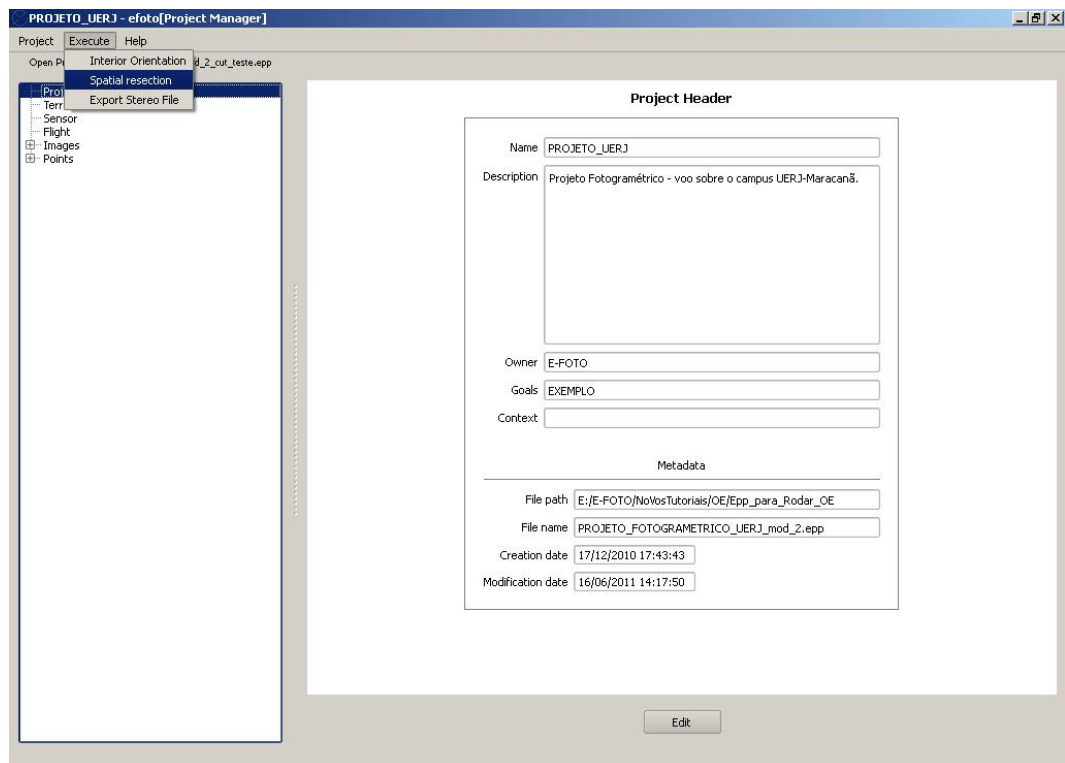 PROJETO_UERJ - efoto[Project Manager]
Project Execute Help
Interior Orientation
Open d_2_cut_teste.epp
Spatial resection
Export Stereo File
Sensor
Flight
Images
Points
Project Header
Name PROJETO_UERJ
Description Projeto Fotogramétrico - voo sobre o campus UERJ-Maracanã.
Owner E-FOTO
Goals EXEMPLO
Context
Metadata
File path E:/E-FOTO/NoVosTutoriais/OE/Epp_para_Rodar_OE
File name PROJETO_FOTOGRAMETRICO_UERJ_mod_2.epp
Creation date 17/12/2010 17:43:43
Modification date 16/06/2011 14:17:50
Edit